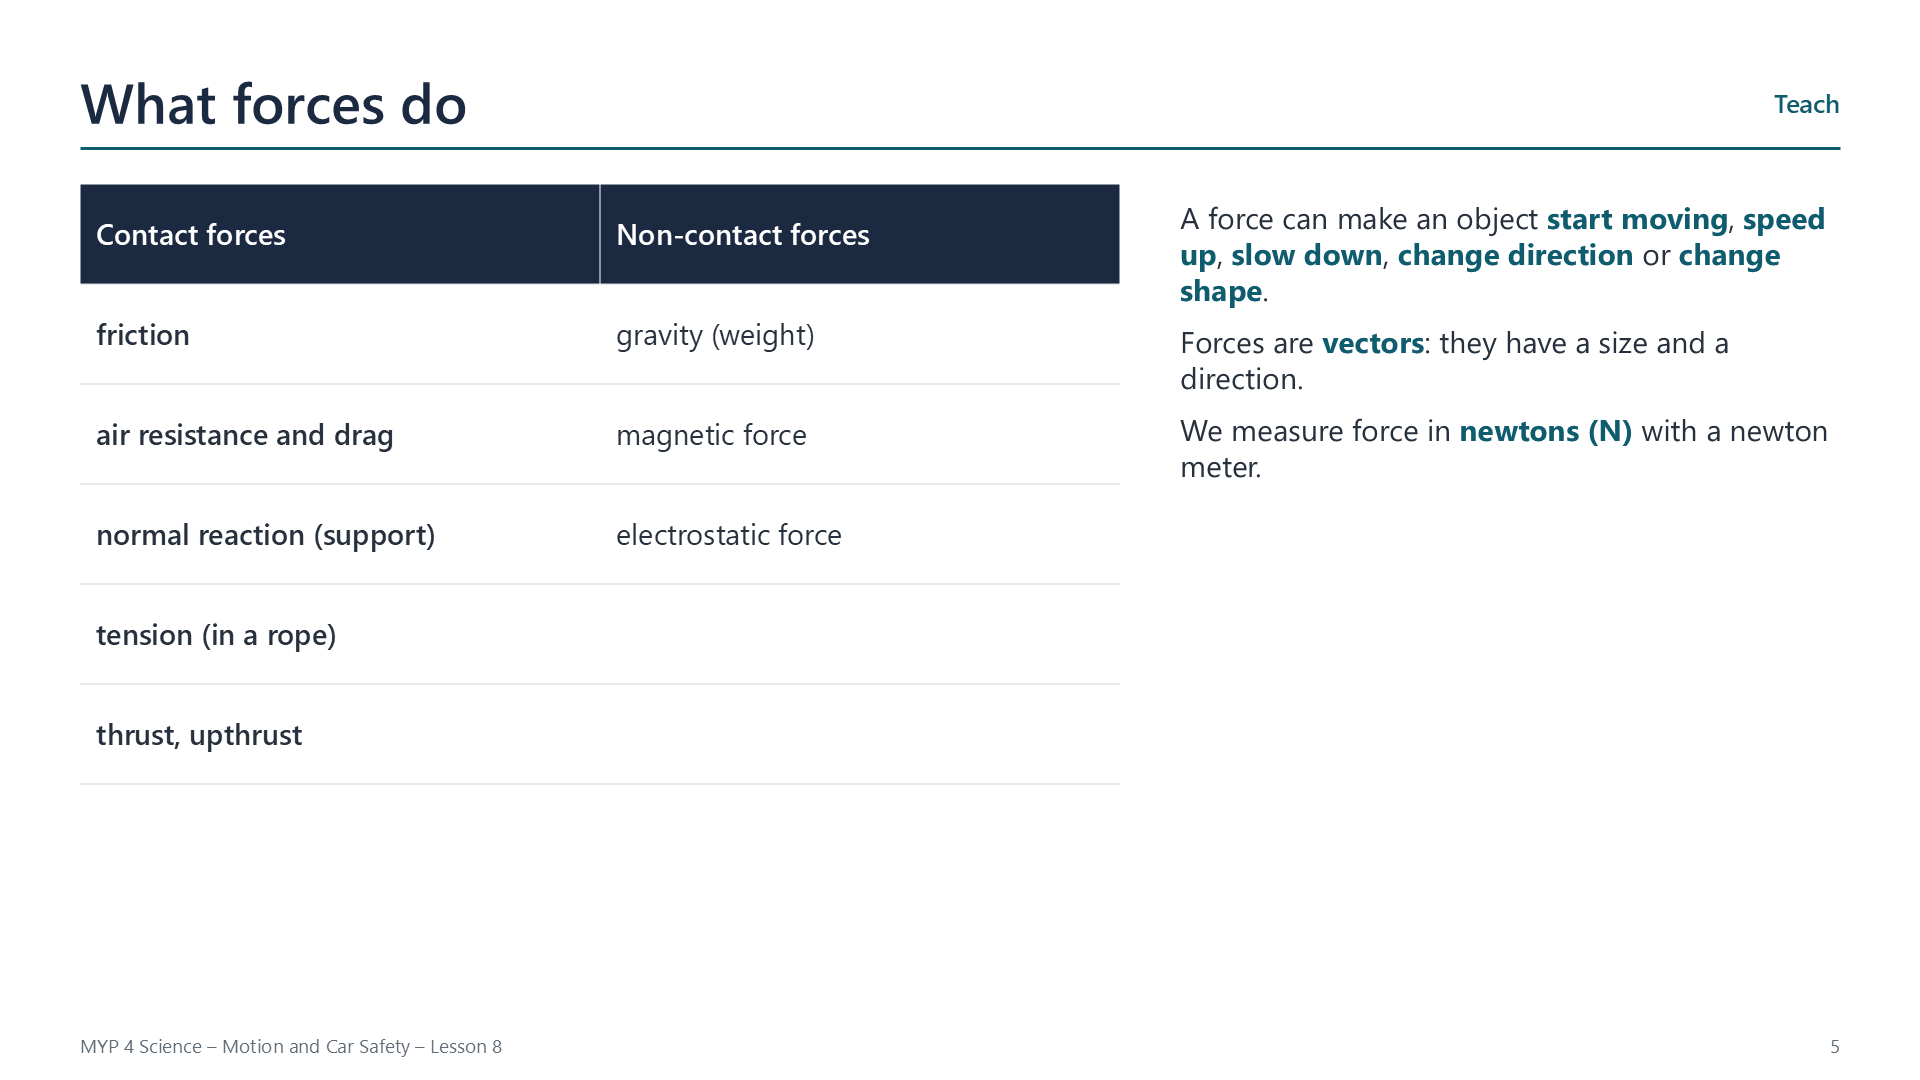 What forces do
Teach
Contact forces
Non-contact forces
friction
gravity (weight)
air resistance and drag
magnetic force
normal reaction (support)
electrostatic force
tension (in a rope)
thrust, upthrust
A force can make an object start moving, speed
up, slow down, change direction or change
shape.
Forces are vectors: they have a size and a
direction.
We measure force in newtons (N) with a newton
meter.
MYP 4 Science – Motion and Car Safety – Lesson 8
5